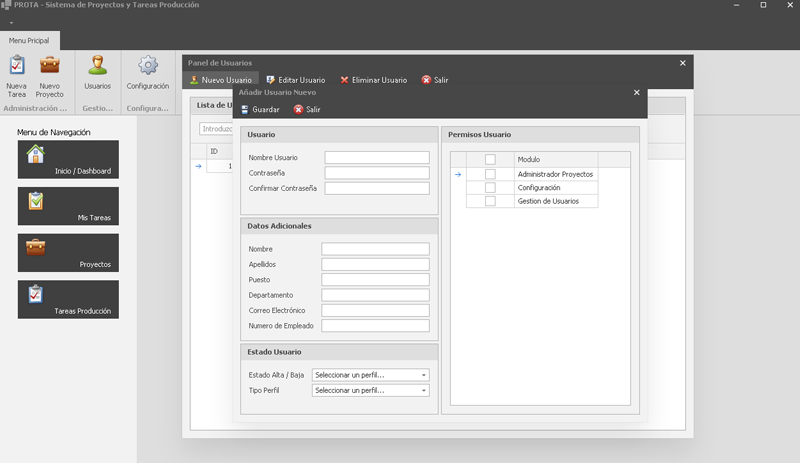 PROTA - Sistema de Proyectos y Tareas Producción
Menu Pricipal
Nueva Tarea
Nuevo Proyecto
Usuarios
Configuración
Administración ...
Gestio...
Configura...
Menu de Navegación
Inicio / Dashboard
Mis Tareas
Proyectos
Tareas Producción
Panel de Usuarios
Nuevo Usuario
Editar Usuario
Eliminar Usuario
Salir
Lista de U
Introduzc
ID
1
Añadir Usuario Nuevo
Guardar
Salir
Usuario
Nombre Usuario
Contraseña
Confirmar Contraseña
Datos Adicionales
Nombre
Apellidos
Puesto
Departamento
Correo Electrónico
Numero de Empleado
Estado Usuario
Estado Alta / Baja
Seleccionar un perfil...
Tipo Perfil
Seleccionar un perfil...
Permisos Usuario
Modulo
Administrador Proyectos
Configuración
Gestion de Usuarios